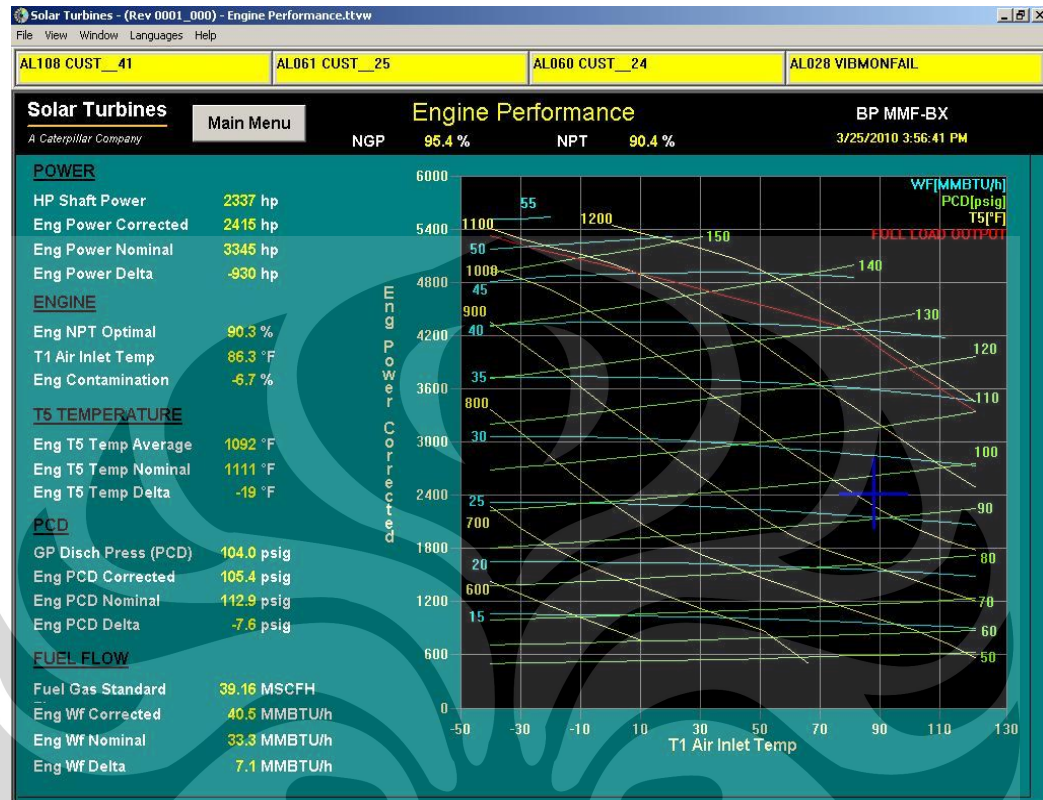 Solar Turbines - (Rev 0001_000) - Engine Performance.ttvw
File View Window Languages Help
AL108 CUST__41 AL061 CUST__25 AL060 CUST__24 AL028 VIBMONFAIL
Solar Turbines
A Caterpillar Company
Main Menu
Engine Performance
NGP 95.4 % NPT 90.4 %
BP MMF-BX
3/25/2010 3:56:41 PM
POWER
HP Shaft Power 2337 hp
Eng Power Corrected 2415 hp
Eng Power Nominal 3345 hp
Eng Power Delta -930 hp
ENGINE
Eng NPT Optimal 90.3 %
T1 Air Inlet Temp 86.3 °F
Eng Contamination -6.7 %
T5 TEMPERATURE
Eng T5 Temp Average 1092 °F
Eng T5 Temp Nominal 1111 °F
Eng T5 Temp Delta -19 °F
PCD
GP Disch Press (PCD) 104.0 psig
Eng PCD Corrected 105.4 psig
Eng PCD Nominal 112.9 psig
Eng PCD Delta -7.6 psig
FUEL FLOW
Fuel Gas Standard 39.16 MSCFH
Eng Wf Corrected 40.5 MMBTU/h
Eng Wf Nominal 33.3 MMBTU/h
Eng Wf Delta 7.1 MMBTU/h
Eng Power Corrected
6000
5400
4800
4200
3600
3000
2400
1800
1200
600
0
WF[MMBTU/h]
PCD[psig]
T5[°F]
FULL LOAD OUTPUT
55
1200
1100
150
50
1000
140
45
900
130
40
120
35
110
800
30
100
25
90
700
20
80
600
70
15
60
50
-50 -30 -10 10 30 50 70 90 110 130
T1 Air Inlet Temp